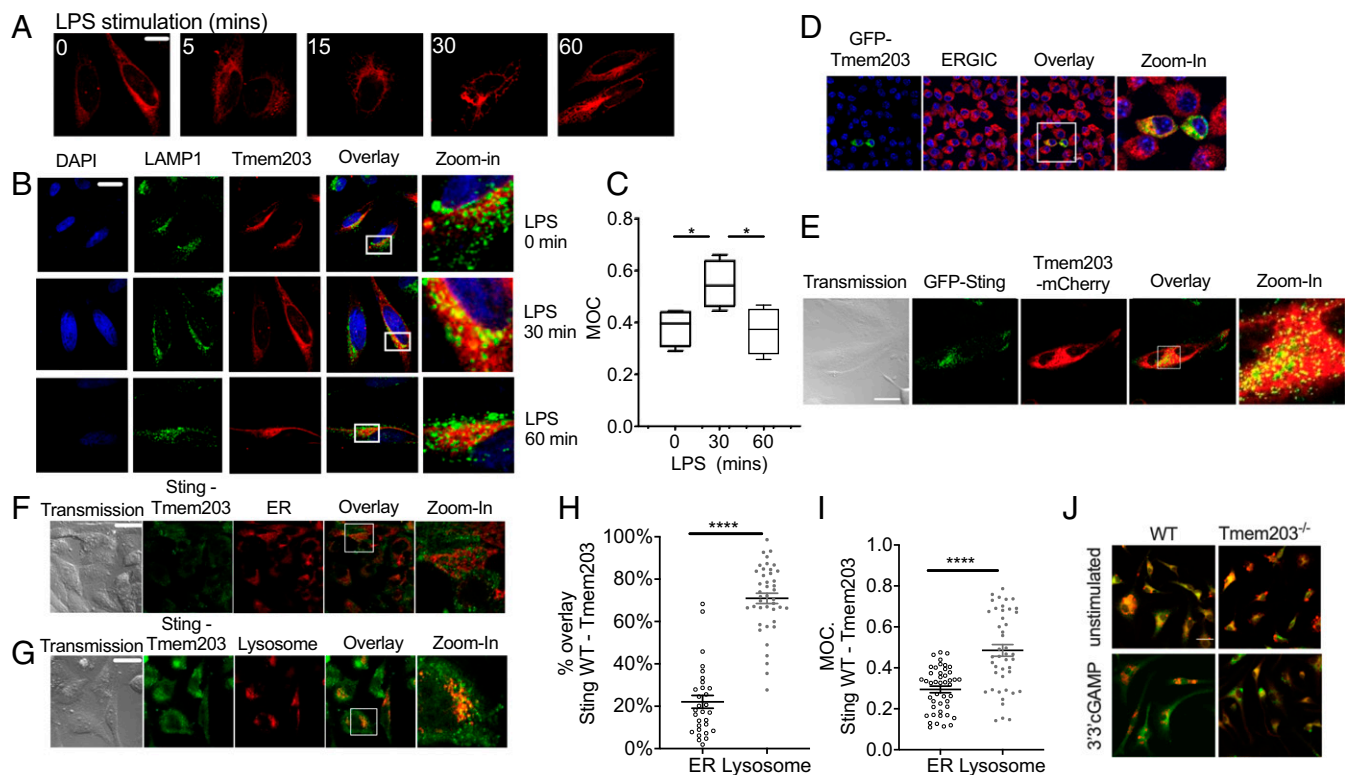 A
LPS stimulation (mins)
0
5
15
30
60
B
DAPI
LAMP1
Tmem203
Overlay
Zoom-in
LPS
0 min
LPS
30 min
LPS
60 min
C
MOC
0.8
0.6
0.4
0.2
0.0
*
*
0
30
60
LPS (mins)
D
GFP-
Tmem203
ERGIC
Overlay
Zoom-In
E
Transmission
GFP-Sting
Tmem203
-mCherry
Overlay
Zoom-In
F
Transmission
Sting -
Tmem203
ER
Overlay
Zoom-In
G
Transmission
Sting -
Tmem203
Lysosome
Overlay
Zoom-In
H
% overlay
Sting WT - Tmem203
100%
80%
60%
40%
20%
0%
****
ER Lysosome
I
MOC.
Sting WT - Tmem203
1.0
0.8
0.6
0.4
0.2
0.0
****
ER Lysosome
J
WT
Tmem203-/-
unstimulated
3'3'cGAMP